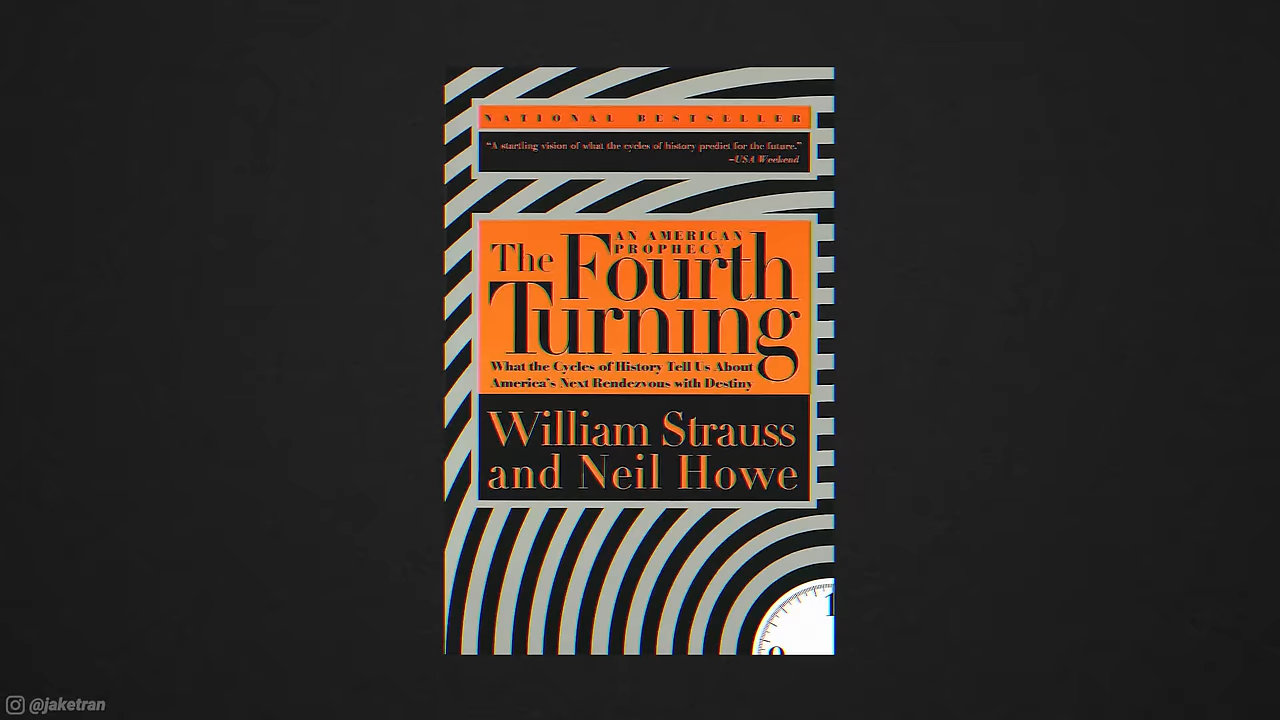 NATIONAL BESTSELLER
“A startling vision of what the cycles of history predict for the future.”
–USA Weekend
AN AMERICAN
PROPHECY
The Fourth
Turning
What the Cycles of History Tell Us About
America's Next Rendezvous with Destiny
William Strauss
and Neil Howe
1
9
@jaketran